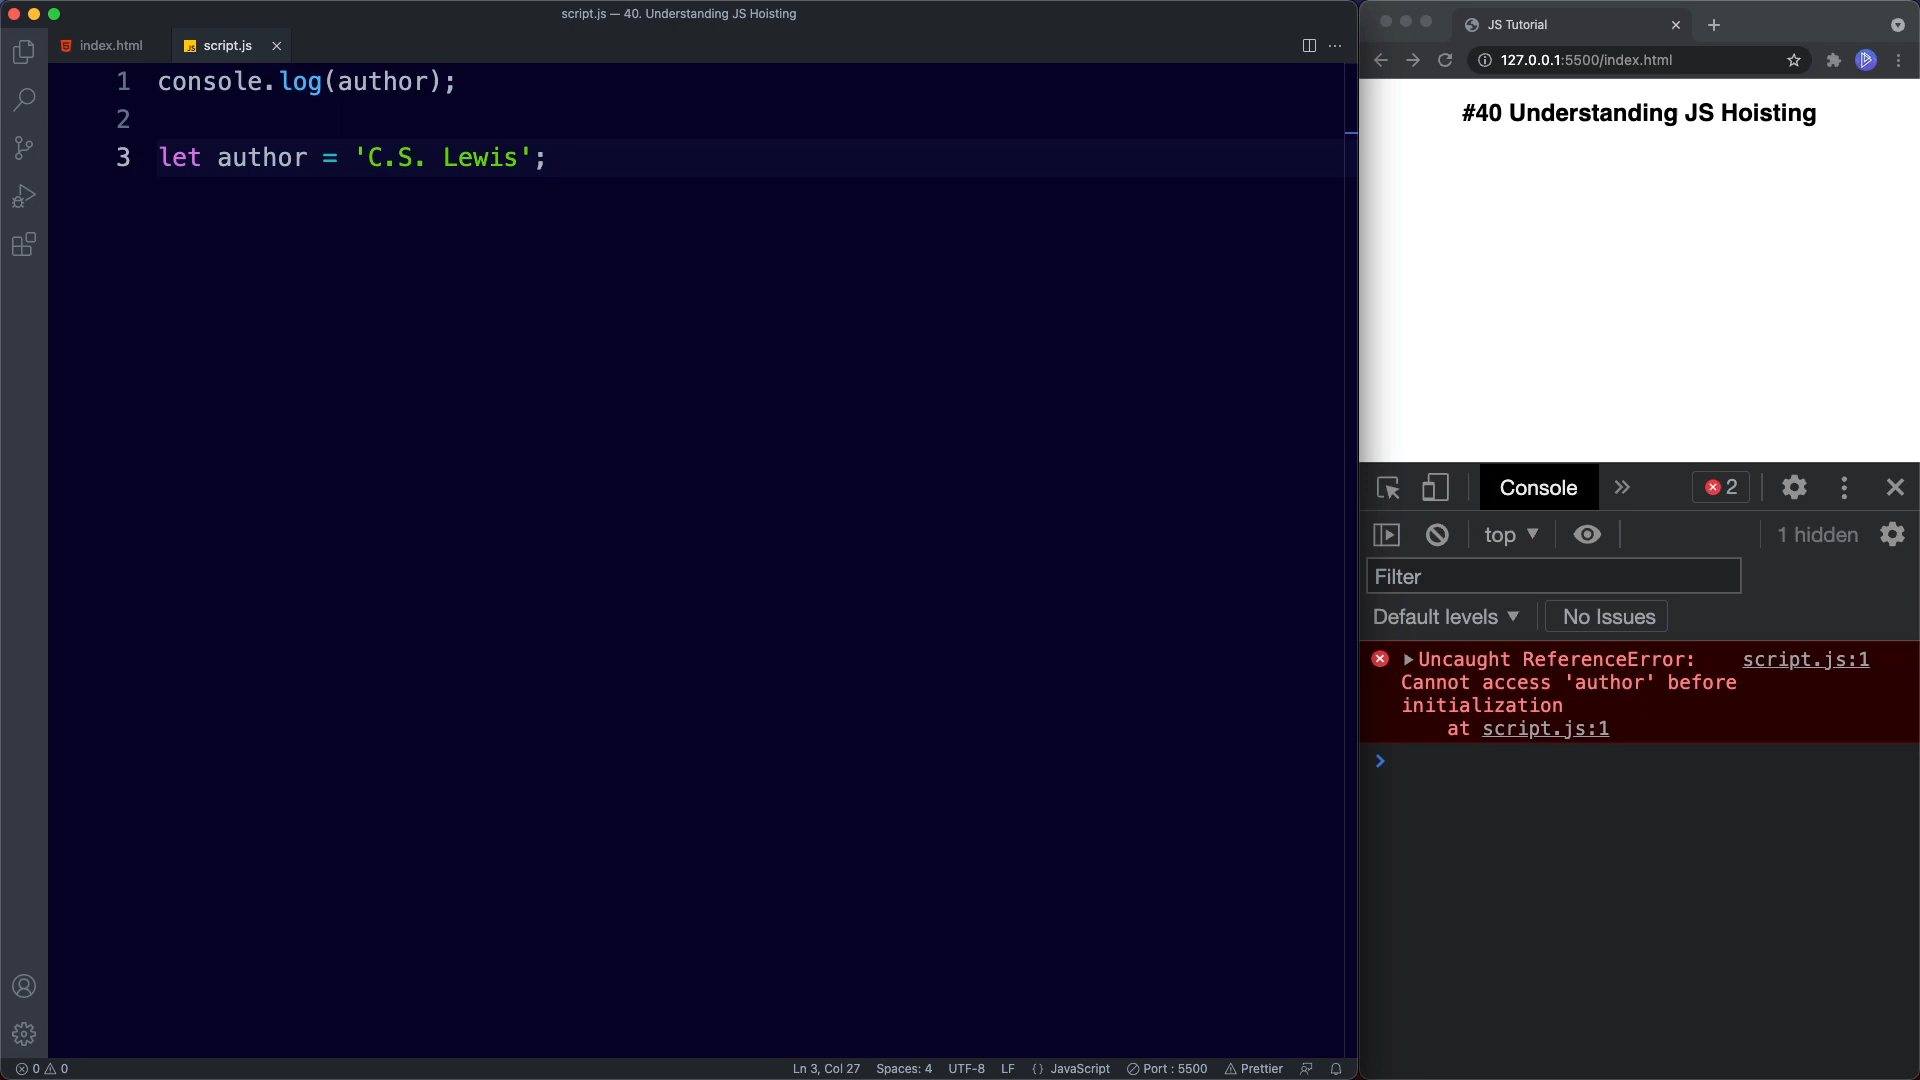 script.js — 40. Understanding JS Hoisting
index.html
script.js
1 console.log(author);
2
3 let author = 'C.S. Lewis';
0 0
Ln 3, Col 27 Spaces: 4 UTF-8 LF {} JavaScript Port : 5500 Prettier
JS Tutorial
127.0.0.1:5500/index.html
#40 Understanding JS Hoisting
Console 2
top 1 hidden
Filter
Default levels No Issues
Uncaught ReferenceError: script.js:1
Cannot access 'author' before
initialization
at script.js:1